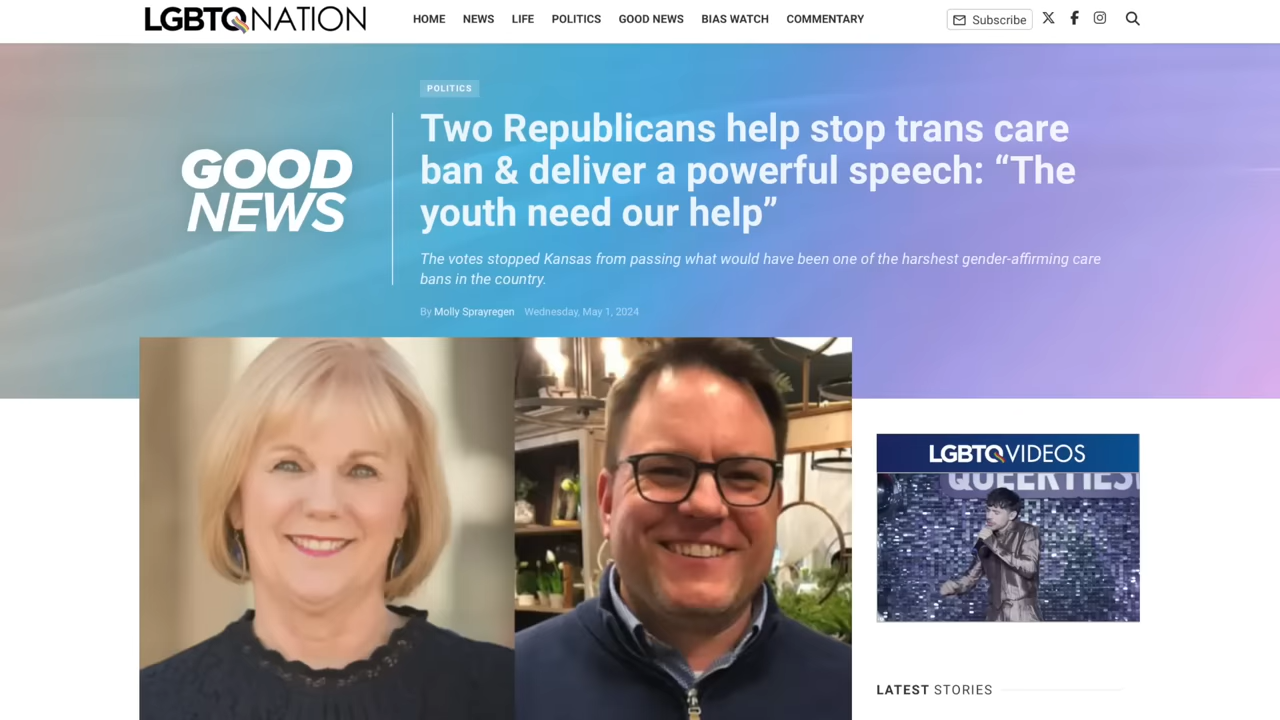 LGBTQNATION
HOME NEWS LIFE POLITICS GOOD NEWS BIAS WATCH COMMENTARY
Subscribe
POLITICS
GOOD
NEWS
Two Republicans help stop trans care
ban & deliver a powerful speech: “The
youth need our help”
The votes stopped Kansas from passing what would have been one of the harshest gender-affirming care
bans in the country.
By Molly Sprayregen Wednesday, May 1, 2024
LGBTQVIDEOS
QUEERTIES
LATEST STORIES